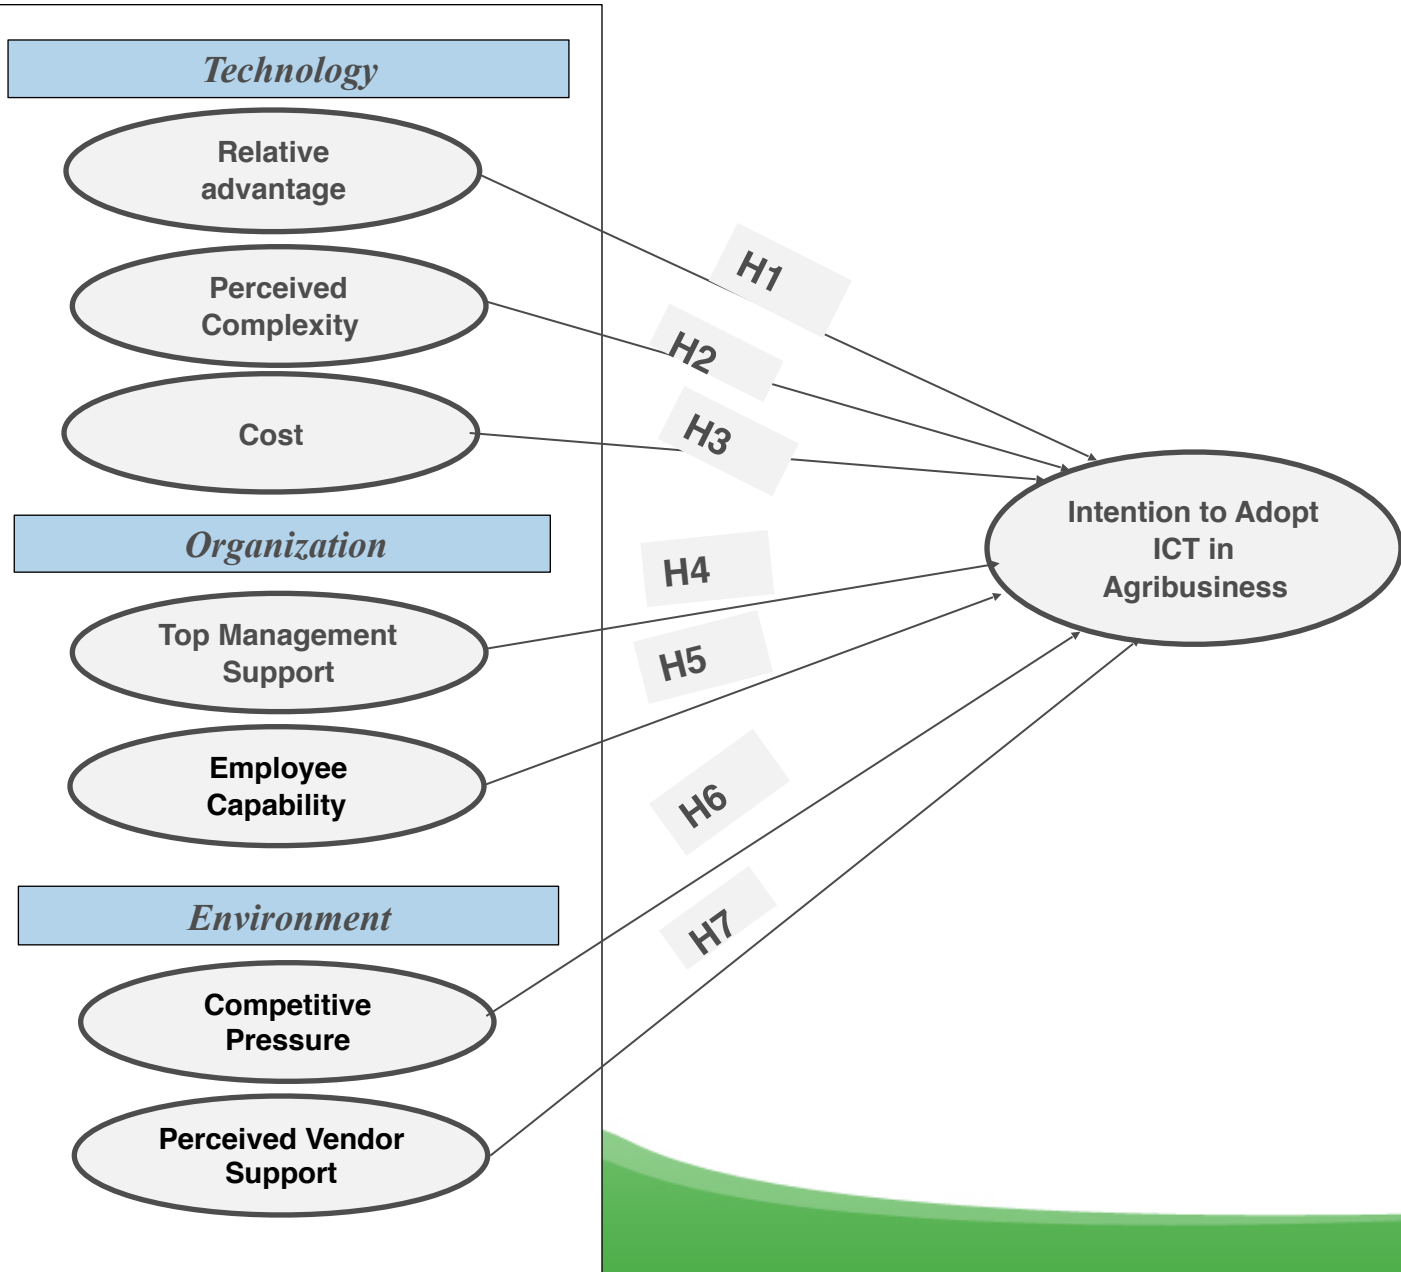 Technology
Relative
advantage
Perceived
Complexity
Cost
Organization
Top Management
Support
Employee
Capability
Environment
Competitive
Pressure
Perceived Vendor
Support
H1
H2
H3
H4
H5
H6
H7
Intention to Adopt
ICT in
Agribusiness